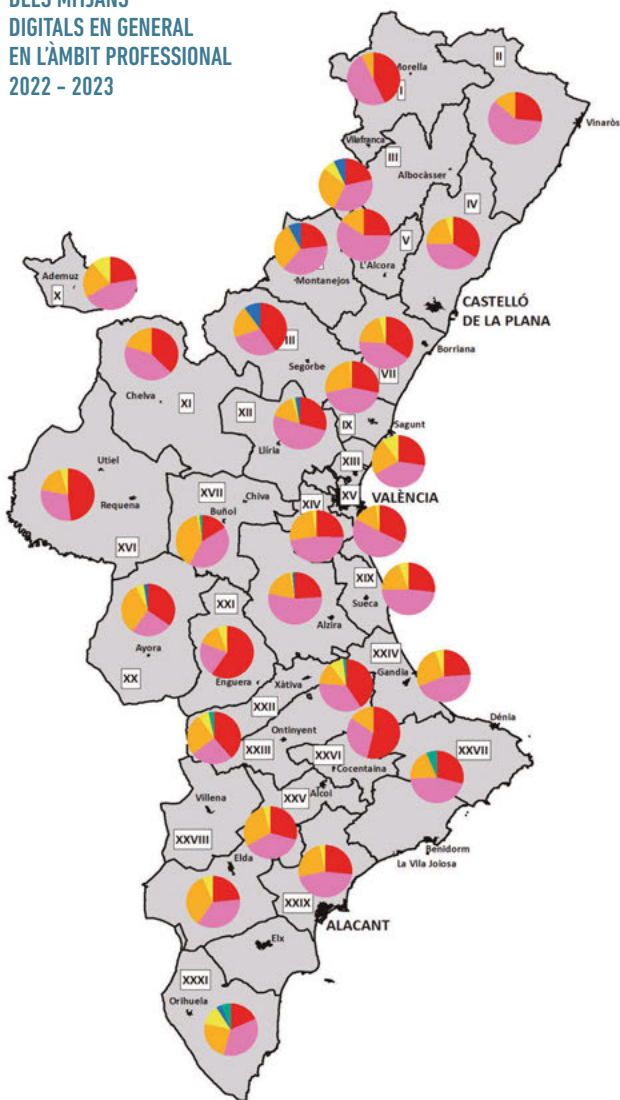 DELS MITJANS
DIGITALS EN GENERAL
EN L'ÀMBIT PROFESSIONAL
2022 - 2023
II
Morella
I
Vinaròs
Vilafranca
III
Albocàsser
IV
V
L'Alcora
Montanejos
Ademuz
X
CASTELLÓ
DE LA PLANA
III
Borriana
Segorbe
VII
Chelva
XI
XII
IX
Sagunt
Llíria
XIII
Utiel
XVII
Chiva
XIV
XV
VALÈNCIA
Requena
Buñol
XVI
XIX
Sueca
XXI
Alzira
Ayora
XXIV
XX
Enguera
Xàtiva
Gandia
XXII
Dénia
Ontinyent
XXIII
XXVI
XXVII
Cocentaina
Villena
XXV
Alcoi
XXVIII
Benidorm
Elda
La Vila Joiosa
XXIX
ALACANT
Elx
XXXI
Orihuela